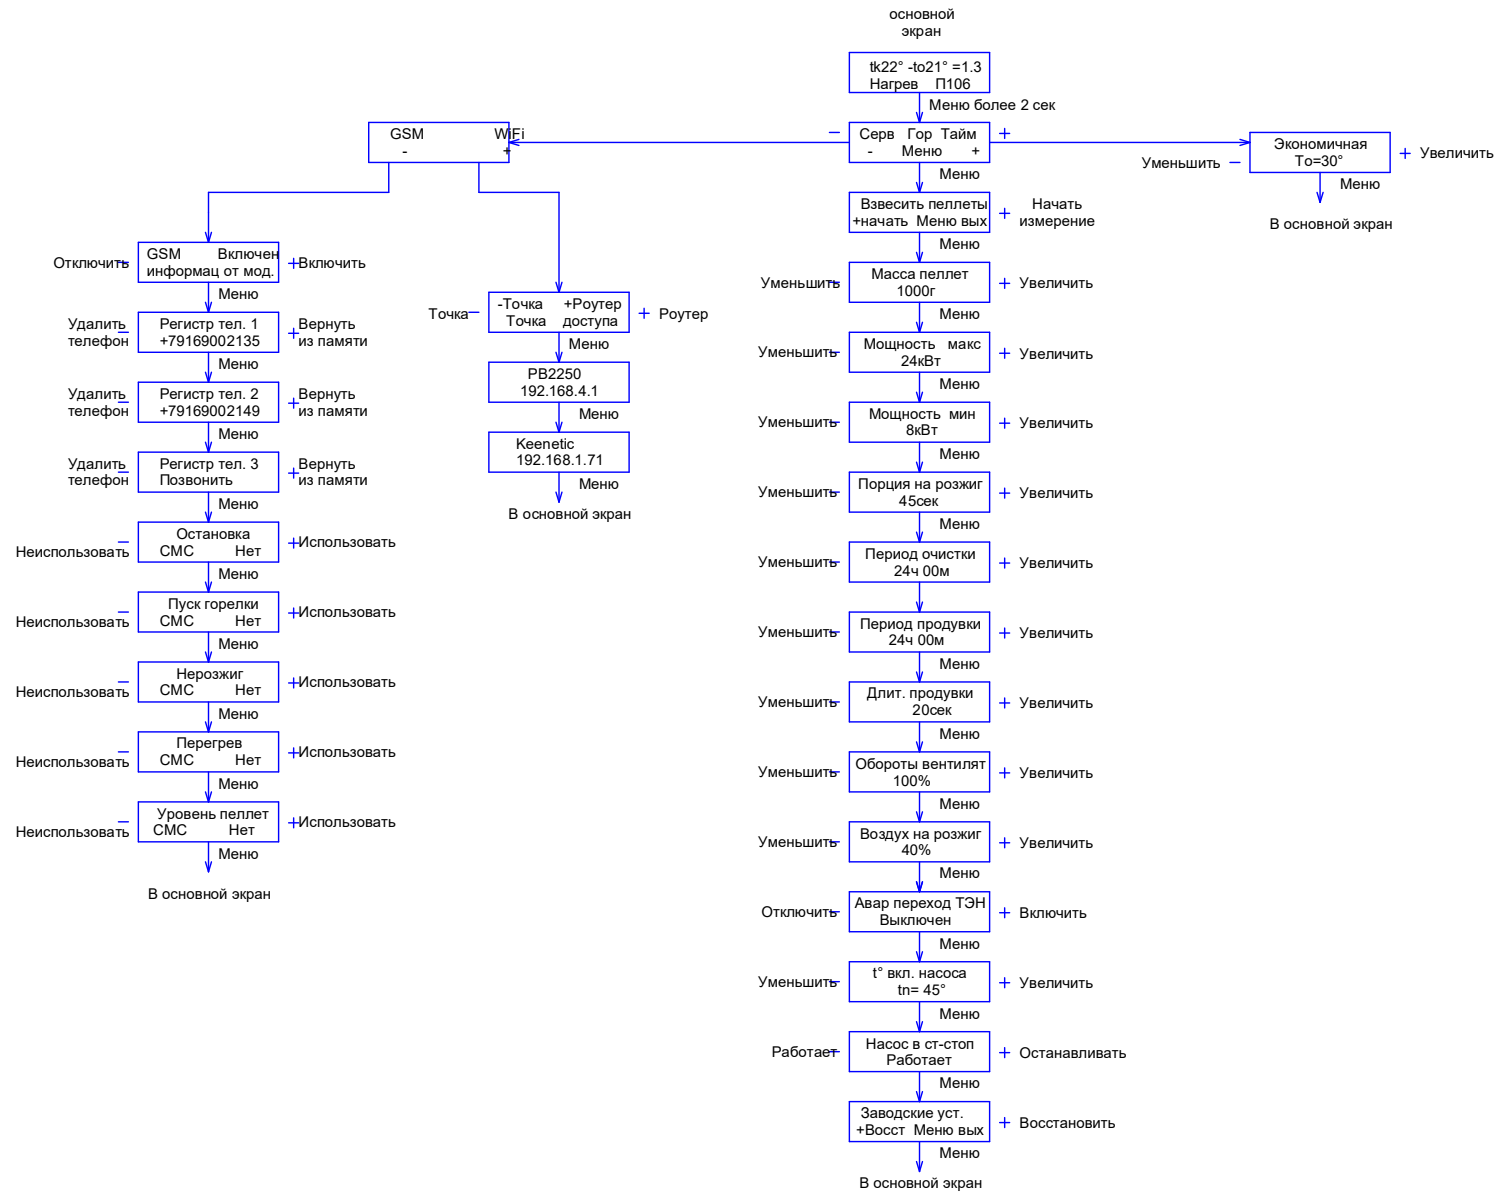 основной
экран
tk22° -to21° =1.3
Нагрев П106
Меню более 2 сек
GSM WiFi
- +
−
Серв Гор Тайм
- Меню +
+
Меню
Уменьшить −
Экономичная
То=30°
+ Увеличить
Меню
В основной экран
Взвесить пеллеты
+начать Меню вых
+
Начать
измерение
Меню
Уменьшить −
Масса пеллет
1000г
+ Увеличить
Меню
Уменьшить −
Мощность макс
24кВт
+ Увеличить
Меню
Уменьшить −
Мощность мин
8кВт
+ Увеличить
Меню
Уменьшить −
Порция на розжиг
45сек
+ Увеличить
Меню
Уменьшить −
Период очистки
24ч 00м
+ Увеличить
Уменьшить −
Период продувки
24ч 00м
+ Увеличить
Меню
Уменьшить −
Длит. продувки
20сек
+ Увеличить
Меню
Уменьшить −
Обороты вентилят
100%
+ Увеличить
Меню
Уменьшить −
Воздух на розжиг
40%
+ Увеличить
Меню
Отключить −
Авар переход ТЭН
Выключен
+ Включить
Меню
Уменьшить −
t° вкл. насоса
tn= 45°
+ Увеличить
Меню
Работает −
Насос в ст-стоп
Работает
+ Останавливать
Меню
Заводские уст.
+Восст Меню вых
+ Восстановить
Меню
В основной экран
Отключить −
GSM Включен
информац от мод.
+Включить
Меню
Удалить
телефон
−
Регистр тел. 1
+79169002135
+
Вернуть
из памяти
Меню
Удалить
телефон
−
Регистр тел. 2
+79169002149
+
Вернуть
из памяти
Меню
Удалить
телефон
−
Регистр тел. 3
Позвонить
+
Вернуть
из памяти
Меню
Неиспользовать −
Остановка
СМС Нет
+Использовать
Меню
Неиспользовать −
Пуск горелки
СМС Нет
+Использовать
Меню
Неиспользовать −
Нерозжиг
СМС Нет
+Использовать
Меню
Неиспользовать −
Перегрев
СМС Нет
+Использовать
Меню
Неиспользовать −
Уровень пеллет
СМС Нет
+Использовать
Меню
В основной экран
Точка −
-Точка +Роутер
Точка доступа
+ Роутер
Меню
PB2250
192.168.4.1
Меню
Keenetic
192.168.1.71
Меню
В основной экран